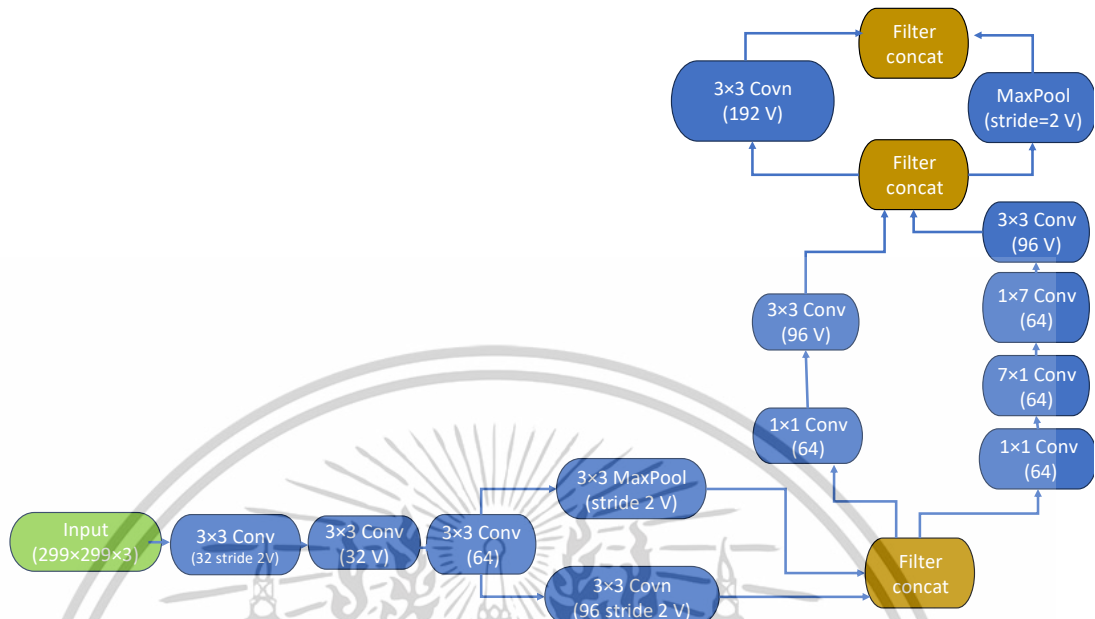 Filter
concat
3×3 Covn
(192 V)
MaxPool
(stride=2 V)
Filter
concat
3×3 Conv
(96 V)
1×7 Conv
(64)
3×3 Conv
(96 V)
7×1 Conv
(64)
1×1 Conv
(64)
1×1 Conv
(64)
3×3 MaxPool
(stride 2 V)
Input
(299×299×3)
3×3 Conv
(32 stride 2V)
3×3 Conv
(32 V)
3×3 Conv
(64)
Filter
concat
3×3 Covn
(96 stride 2 V)